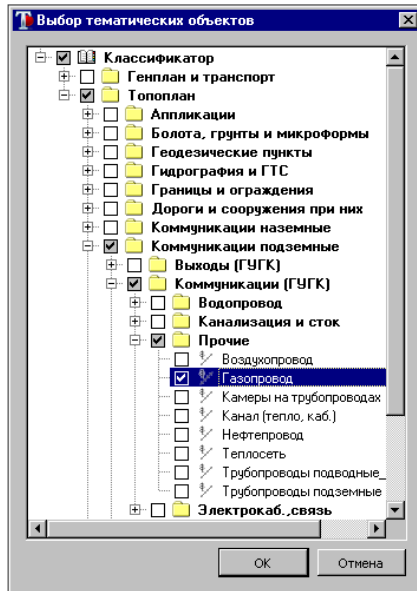 Выбор тематических объектов
Классификатор
Генплан и транспорт
Топоплан
Аппликации
Болота, грунты и микроформы
Геодезические пункты
Гидрография и ГТС
Границы и ограждения
Дороги и сооружения при них
Коммуникации наземные
Коммуникации подземные
Выходы (ГУГК)
Коммуникации (ГУГК)
Водопровод
Канализация и сток
Прочие
Воздухопровод
Газопровод
Камеры на трубопроводах
Канал (тепло, каб.)
Нефтепровод
Теплосеть
Трубопроводы подводные_
Трубопроводы подземные
Электрокаб.,связь
OK
Отмена